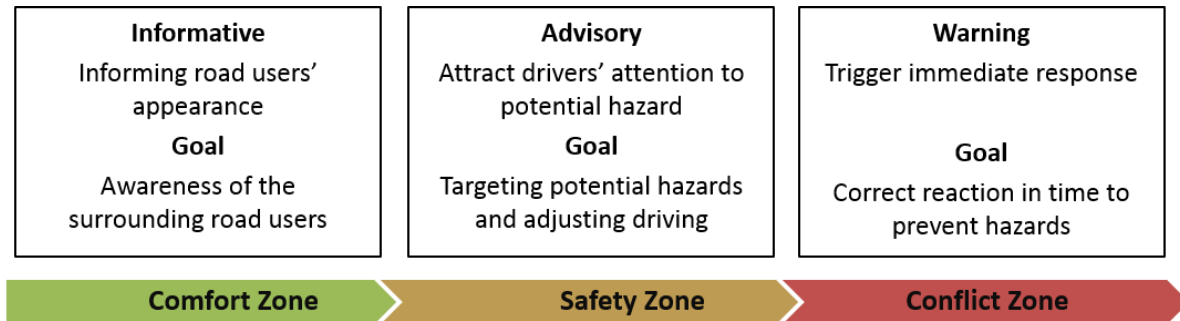 Informative
Informing road users’
appearance
Goal
Awareness of the
surrounding road users
Advisory
Attract drivers’ attention to
potential hazard
Goal
Targeting potential hazards
and adjusting driving
Warning
Trigger immediate response
Goal
Correct reaction in time to
prevent hazards
Comfort Zone
Safety Zone
Conflict Zone